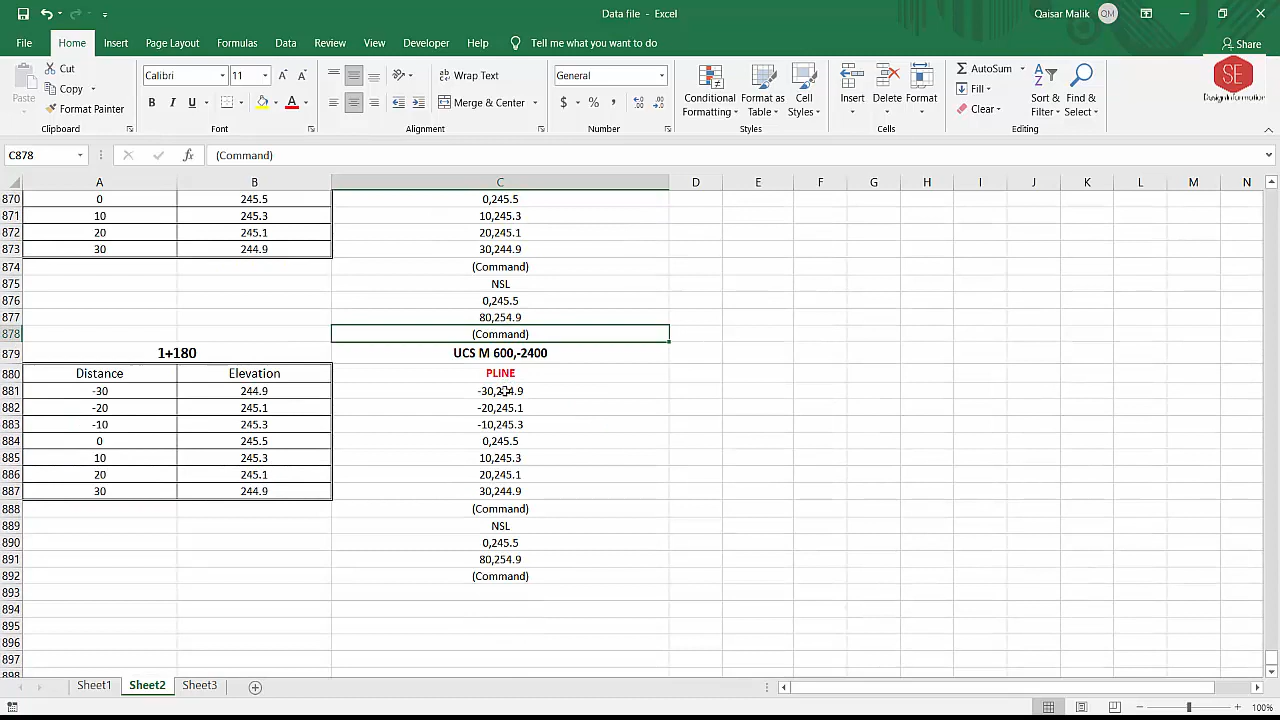 Data file - Excel
Qaisar Malik QM
File Home Insert Page Layout Formulas Data Review View Developer Help Tell me what you want to do Share
Paste Cut Copy Format Painter
Calibri 11
B I U A
Wrap Text
Merge & Center
General
$ %
Conditional Formatting Format as Table Cell Styles
Insert Delete Format
AutoSum Fill Clear
Sort & Filter Find & Select
SE
Design Information
Clipboard Font Alignment Number Styles Cells Editing
C878 fx (Command)
A B C D E F G H I J K L M N
870 0 245.5 0,245.5
871 10 245.3 10,245.3
872 20 245.1 20,245.1
873 30 244.9 30,244.9
874 (Command)
875 NSL
876 0,245.5
877 80,254.9
878 (Command)
879 1+180 UCS M 600,-2400
880 Distance Elevation PLINE
881 -30 244.9 -30,244.9
882 -20 245.1 -20,245.1
883 -10 245.3 -10,245.3
884 0 245.5 0,245.5
885 10 245.3 10,245.3
886 20 245.1 20,245.1
887 30 244.9 30,244.9
888 (Command)
889 NSL
890 0,245.5
891 80,254.9
892 (Command)
893
894
895
896
897
898
Sheet1 Sheet2 Sheet3
100%